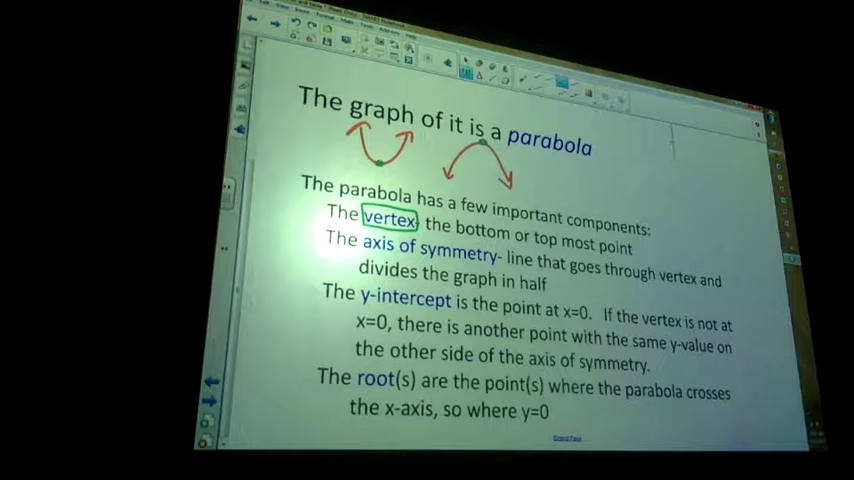 The graph of it is a parabola
The parabola has a few important components:
The vertex- the bottom or top most point
The axis of symmetry- line that goes through vertex and
divides the graph in half
The y-intercept is the point at x=0. If the vertex is not at
x=0, there is another point with the same y-value on
the other side of the axis of symmetry.
The root(s) are the point(s) where the parabola crosses
the x-axis, so where y=0